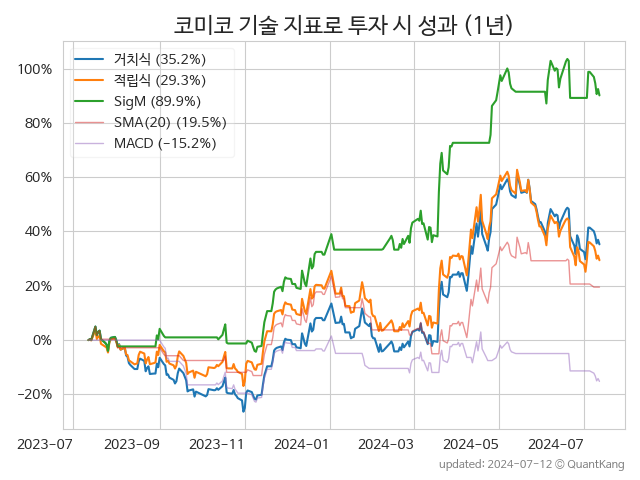 코미코 기술 지표로 투자 시 성과 (1년)
거치식 (35.2%)
적립식 (29.3%)
SigM (89.9%)
SMA(20) (19.5%)
MACD (−15.2%)
100%
80%
60%
40%
20%
0%
−20%
2023-07 2023-09 2023-11 2024-01 2024-03 2024-05 2024-07
updated: 2024-07-12 © QuantKang